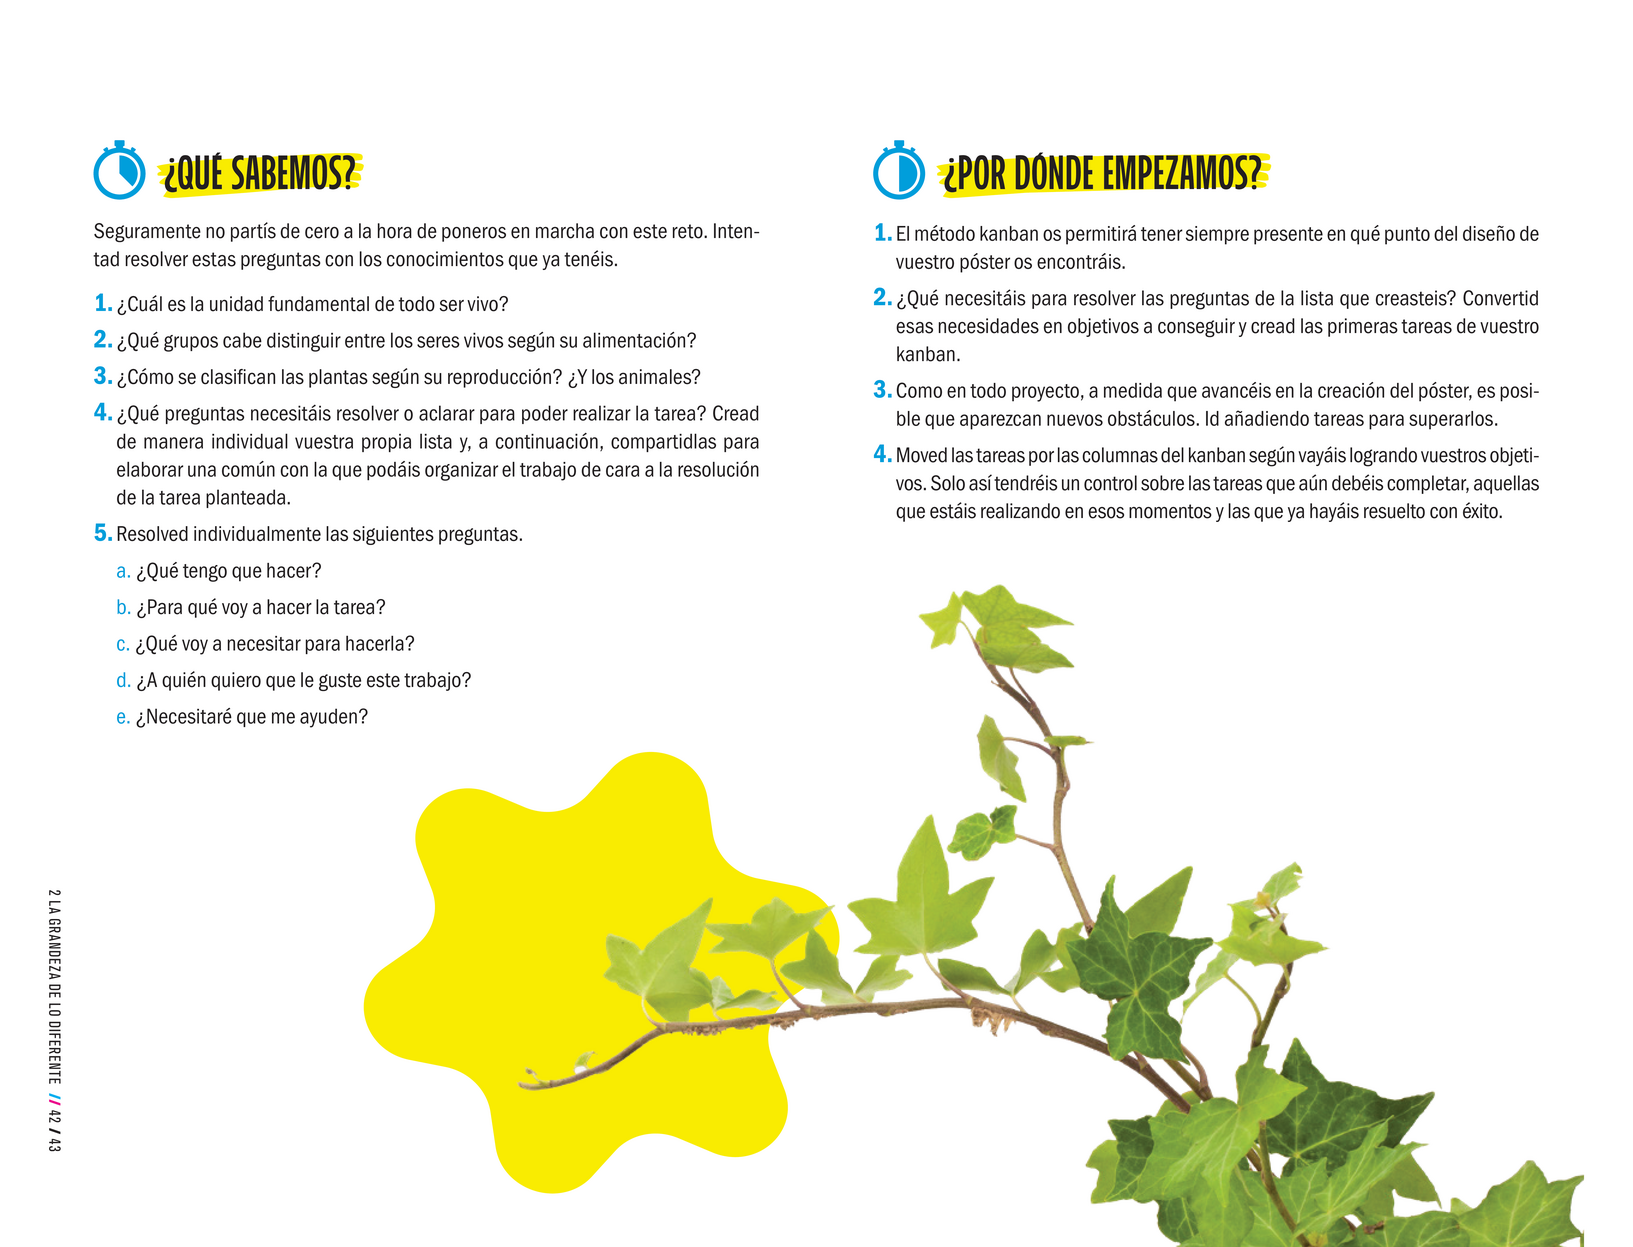 ¿QUÉ SABEMOS?
Seguramente no partís de cero a la hora de poneros en marcha con este reto. Inten-
tad resolver estas preguntas con los conocimientos que ya tenéis.
1. ¿Cuál es la unidad fundamental de todo ser vivo?
2. ¿Qué grupos cabe distinguir entre los seres vivos según su alimentación?
3. ¿Cómo se clasifican las plantas según su reproducción? ¿Y los animales?
4. ¿Qué preguntas necesitáis resolver o aclarar para poder realizar la tarea? Cread
de manera individual vuestra propia lista y, a continuación, compartidlas para
elaborar una común con la que podáis organizar el trabajo de cara a la resolución
de la tarea planteada.
5. Resolved individualmente las siguientes preguntas.
a. ¿Qué tengo que hacer?
b. ¿Para qué voy a hacer la tarea?
c. ¿Qué voy a necesitar para hacerla?
d. ¿A quién quiero que le guste este trabajo?
e. ¿Necesitaré que me ayuden?
¿POR DÓNDE EMPEZAMOS?
1. El método kanban os permitirá tener siempre presente en qué punto del diseño de
vuestro póster os encontráis.
2. ¿Qué necesitáis para resolver las preguntas de la lista que creasteis? Convertid
esas necesidades en objetivos a conseguir y cread las primeras tareas de vuestro
kanban.
3. Como en todo proyecto, a medida que avancéis en la creación del póster, es posi-
ble que aparezcan nuevos obstáculos. Id añadiendo tareas para superarlos.
4. Moved las tareas por las columnas del kanban según vayáis logrando vuestros objeti-
vos. Solo así tendréis un control sobre las tareas que aún debéis completar, aquellas
que estáis realizando en esos momentos y las que ya hayáis resuelto con éxito.
2 LA GRANDEZA DE LO DIFERENTE // 42 / 43